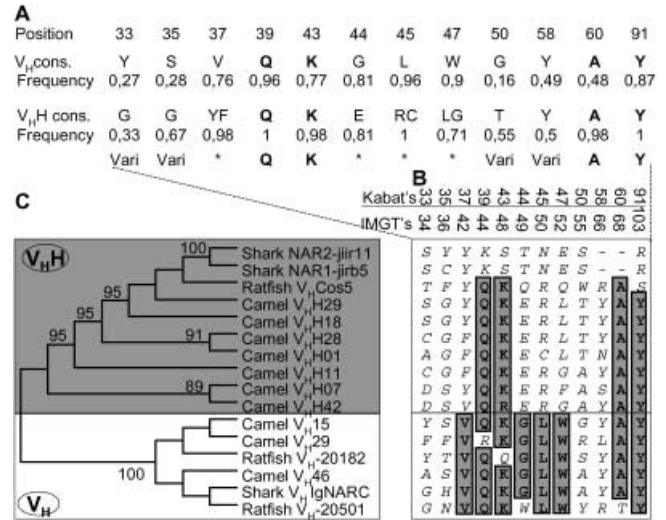 A
Position 33 35 37 39 43 44 45 47 50 58 60 91
VHcons. Y S V Q K G L W G Y A Y
Frequency 0,27 0,28 0,76 0,96 0,77 0,81 0,96 0,9 0,16 0,49 0,48 0,87
VHH cons. G G YF Q K E RC LG T Y A Y
Frequency 0,33 0,67 0,98 1 0,98 0,81 1 0,71 0,55 0,5 0,98 1
Vari Vari * Q K * * * Vari Vari A Y
C
B
Kabat's 33 37 43 44 45 47 50 58 60 91
IMGT's 34 42 44 48 50 52 55 66 68 103
VHH
100
95
95
95
91
89
100
VH
Shark NAR2-jiir11 S Y Y K S T N E S - - R
Shark NAR1-jirb5 S C Y K S T N E S - - R
Ratfish VHCos5 T F Y Q K Q R Q W R A S
Camel VHH29 S G Y Q K E R L T Y A Y
Camel VHH18 S G Y Q K E R L T Y A Y
Camel VHH28 C G F Q K E R L T Y A Y
Camel VHH01 A G F Q K E C L T N A Y
Camel VHH11 C G F Q K E R G A Y A Y
Camel VHH07 D S Y Q K E R F A S A Y
Camel VHH42 D S V Q R E R G A Y A Y
Camel VH15 S Y V Q K G L W G Y A Y
Camel VH29 F F V R K G L W R L A Y
Ratfish VH-20182 Y T V Q Q G L W S Y A Y
Camel VH46 A S V Q K G L W A Y A Y
Shark VHIgNARC G H V Q K G L W A Y A Y
Ratfish VH-20501 G N V Q K W L W Y R T Y